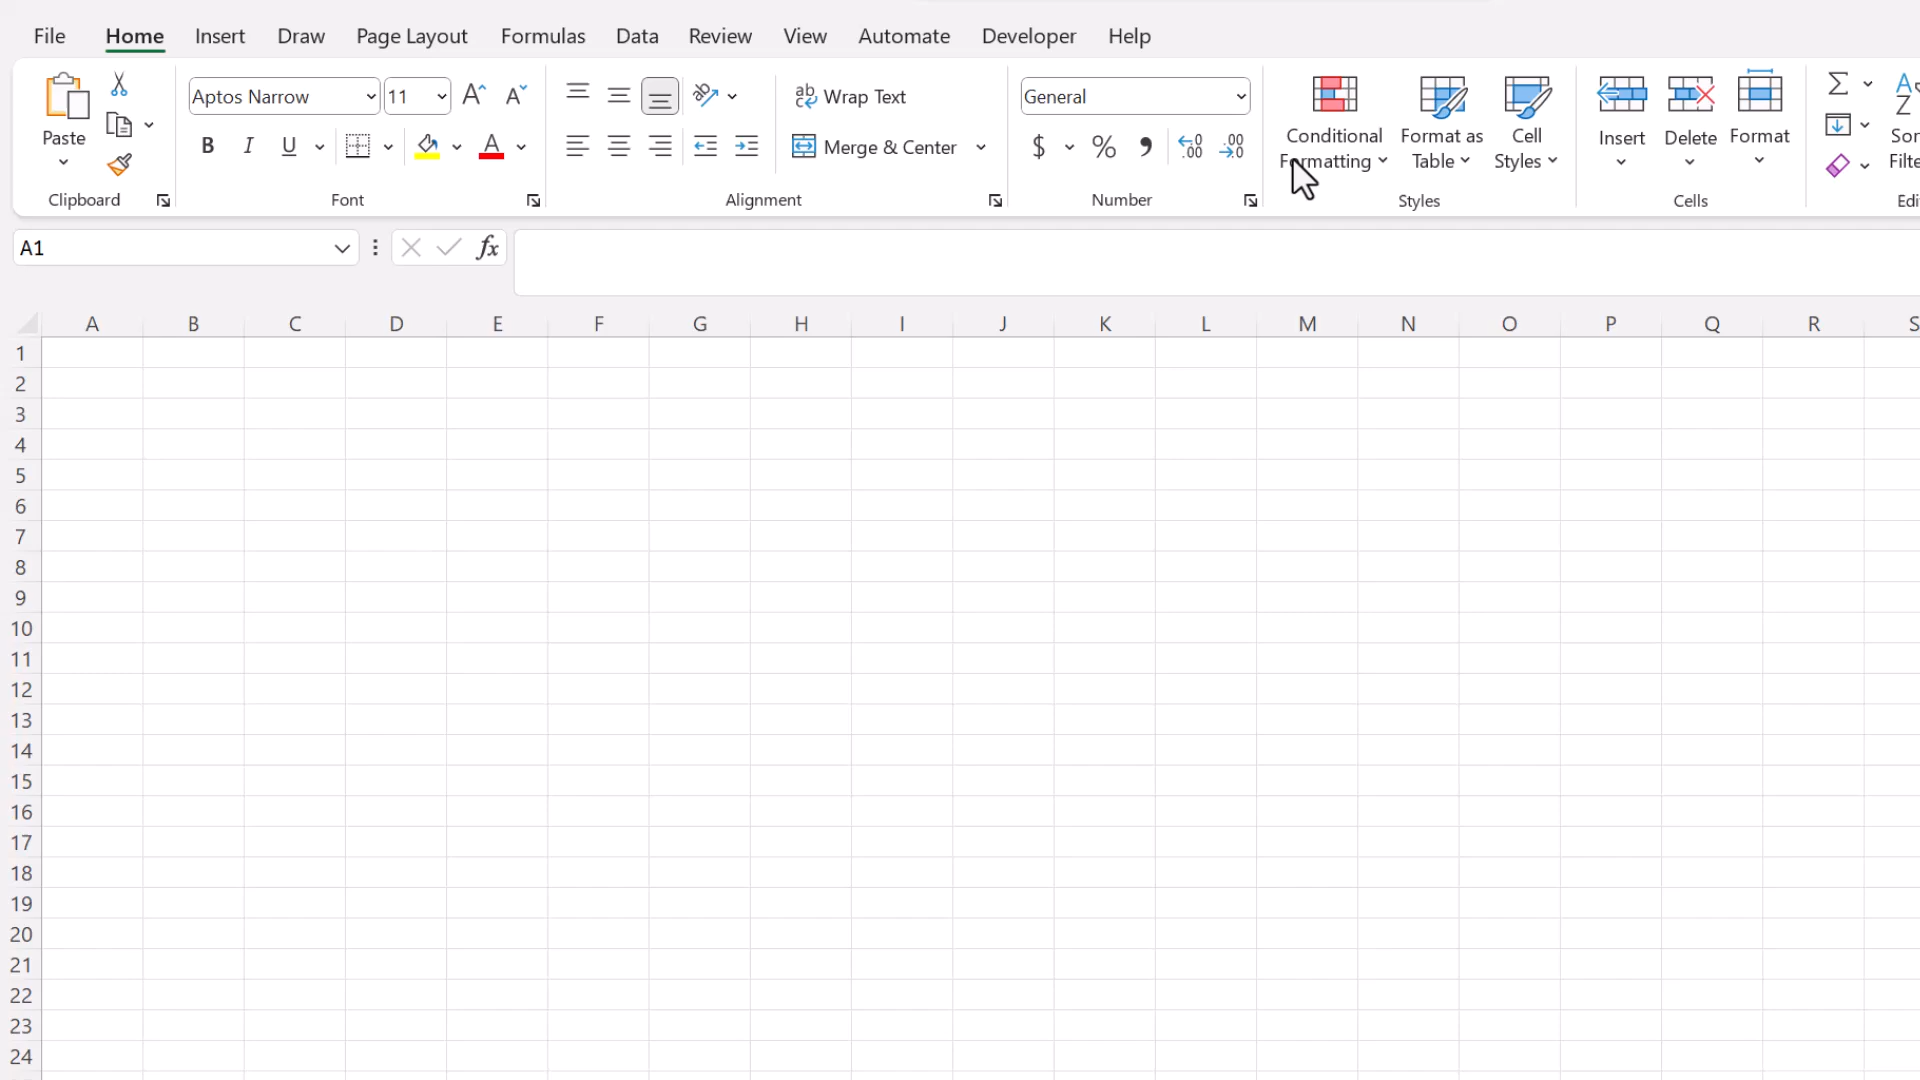 File Home Insert Draw Page Layout Formulas Data Review View Automate Developer Help
Paste
Clipboard
Aptos Narrow 11
B I U
Font
Wrap Text
Merge & Center
Alignment
General
$ % ,
Number
Conditional
Formatting
Format as
Table
Cell
Styles
Styles
Insert
Delete
Format
Cells
A1
fx
A B C D E F G H I J K L M N O P Q R S
1
2
3
4
5
6
7
8
9
10
11
12
13
14
15
16
17
18
19
20
21
22
23
24